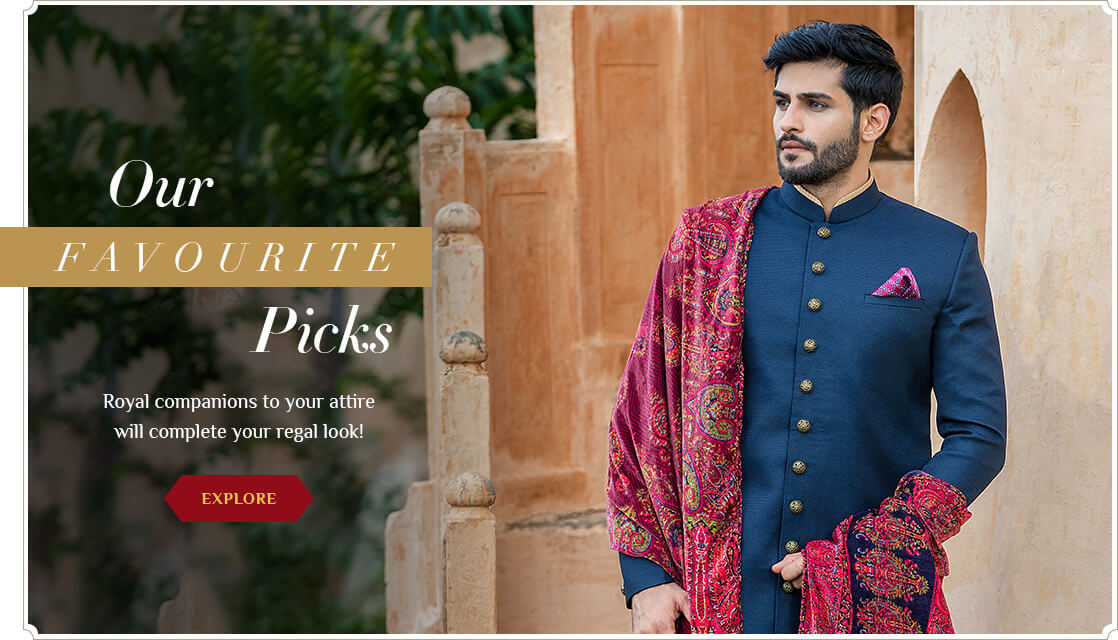 Our
FAVOURITE
Picks
Royal companions to your attire
will complete your regal look!
EXPLORE